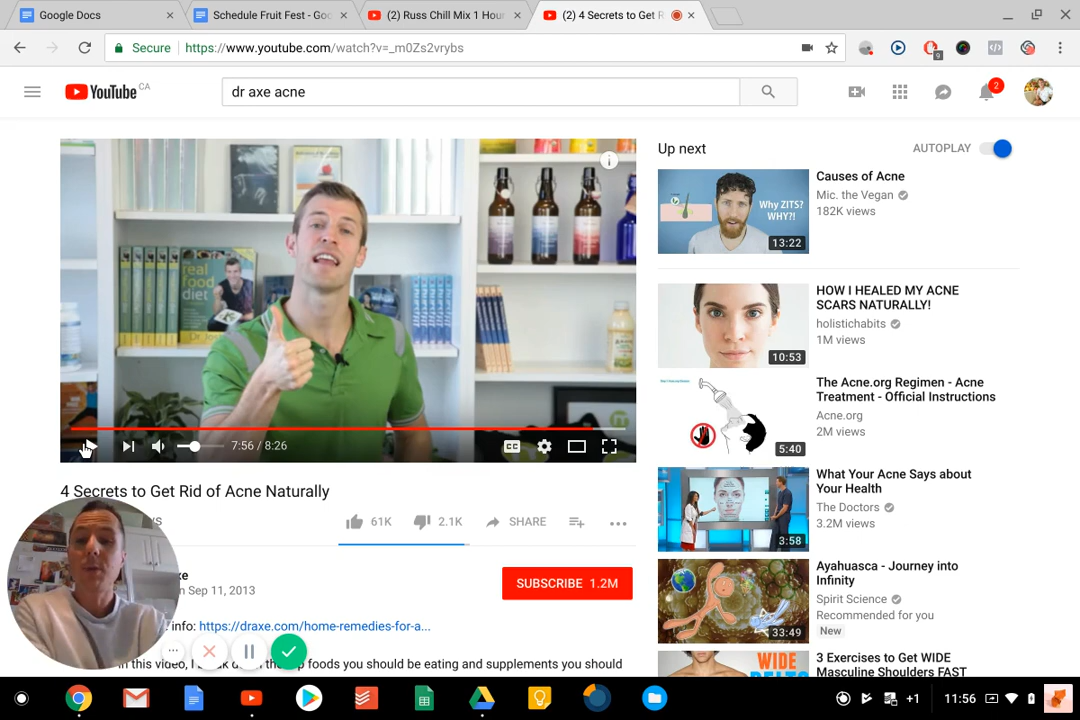 Google Docs
Schedule Fruit Fest - Goo
(2) Russ Chill Mix 1 Hour
(2) 4 Secrets to Get R
Secure
https://www.youtube.com/watch?v=_m0Zs2vrybs
YouTube CA
dr axe acne
2
real
food
diet
7:56 / 8:26
CC
4 Secrets to Get Rid of Acne Naturally
61K
2.1K
SHARE
on Sep 11, 2013
SUBSCRIBE 1.2M
info: https://draxe.com/home-remedies-for-a...
foods you should be eating and supplements you should
Up next
AUTOPLAY
Why ZITS?
WHY?!
13:22
Causes of Acne
Mic. the Vegan
182K views
10:53
HOW I HEALED MY ACNE
SCARS NATURALLY!
holistichabits
1M views
5:40
The Acne.org Regimen - Acne
Treatment - Official Instructions
Acne.org
2M views
3:58
What Your Acne Says about
Your Health
The Doctors
3.2M views
33:49
Ayahuasca - Journey into
Infinity
Spirit Science
Recommended for you
New
WIDE
3 Exercises to Get WIDE
Muscular Shoulders FAST
+1
11:56